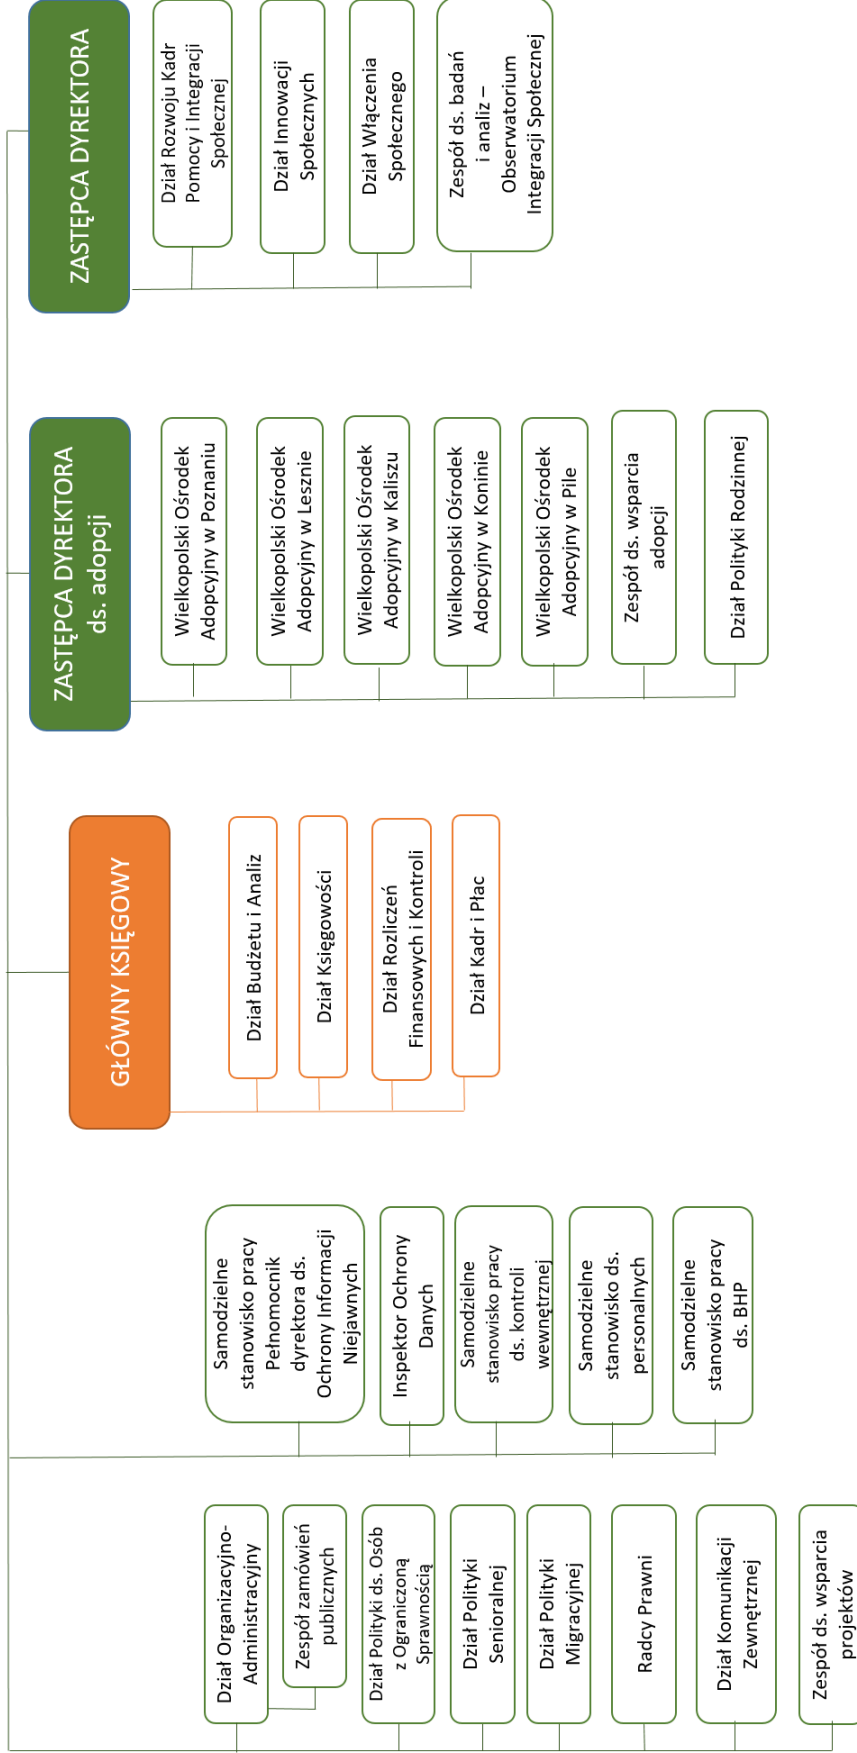 Dział Organizacyjno-
Administracyjny
Zespół zamówień
publicznych
Dział Polityki ds. Osób
z Ograniczoną
Sprawnością
Dział Polityki
Senioralnej
Dział Polityki
Migracyjnej
Radcy Prawni
Dział Komunikacji
Zewnętrznej
Zespół ds. wsparcia
projektów
Samodzielne
stanowisko pracy
Pełnomocnik
dyrektora ds.
Ochrony Informacji
Niejawnych
Inspektor Ochrony
Danych
Samodzielne
stanowisko pracy
ds. kontroli
wewnętrznej
Samodzielne
stanowisko ds.
personalnych
Samodzielne
stanowisko pracy
ds. BHP
GŁÓWNY KSIĘGOWY
Dział Budżetu i Analiz
Dział Księgowości
Dział Rozliczeń
Finansowych i Kontroli
Dział Kadr i Płac
ZASTĘPCA DYREKTORA
ds. adopcji
Wielkopolski Ośrodek
Adopcyjny w Poznaniu
Wielkopolski Ośrodek
Adopcyjny w Lesznie
Wielkopolski Ośrodek
Adopcyjny w Kaliszu
Wielkopolski Ośrodek
Adopcyjny w Koninie
Wielkopolski Ośrodek
Adopcyjny w Pile
Zespół ds. wsparcia
adopcji
Dział Polityki Rodzinnej
ZASTĘPCA DYREKTORA
Dział Rozwoju Kadr
Pomocy i Integracji
Społecznej
Dział Innowacji
Społecznych
Dział Włączenia
Społecznego
Zespół ds. badań
i analiz –
Obserwatorium
Integracji Społecznej